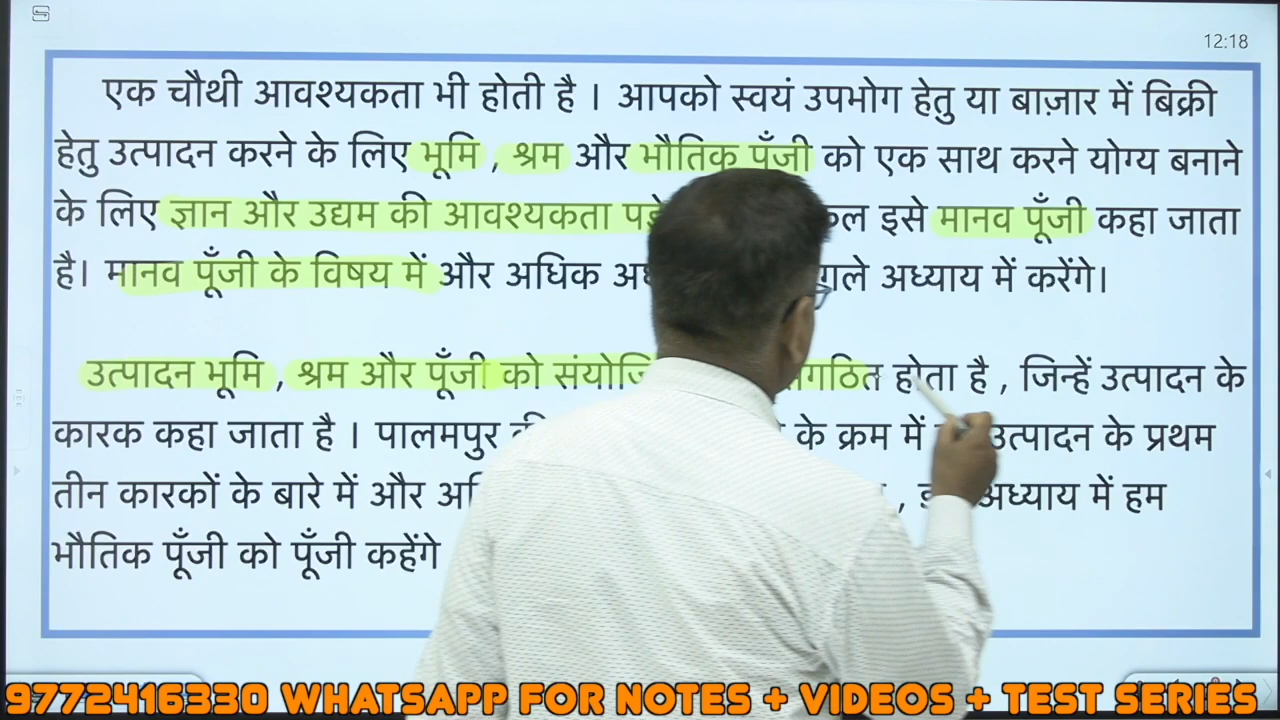 12:18
एक चौथी आवश्यकता भी होती है । आपको स्वयं उपभोग हेतु या बाज़ार में बिक्री
हेतु उत्पादन करने के लिए भूमि , श्रम और भौतिक पूँजी को एक साथ करने योग्य बनाने
के लिए ज्ञान और उद्यम की आवश्यकता इसे मानव पूँजी कहा जाता
है। मानव पूँजी के विषय में और अधिक अध्याय में करेंगे।
उत्पादन भूमि , श्रम और पूँजी को होता है , जिन्हें उत्पादन के
कारक कहा जाता है । पालमपुर के क्रम में उत्पादन के प्रथम
तीन कारकों के बारे में और , अध्याय में हम
भौतिक पूँजी को पूँजी कहेंगे
9772416330 WHATSAPP FOR NOTES + VIDEOS + TEST SERIES